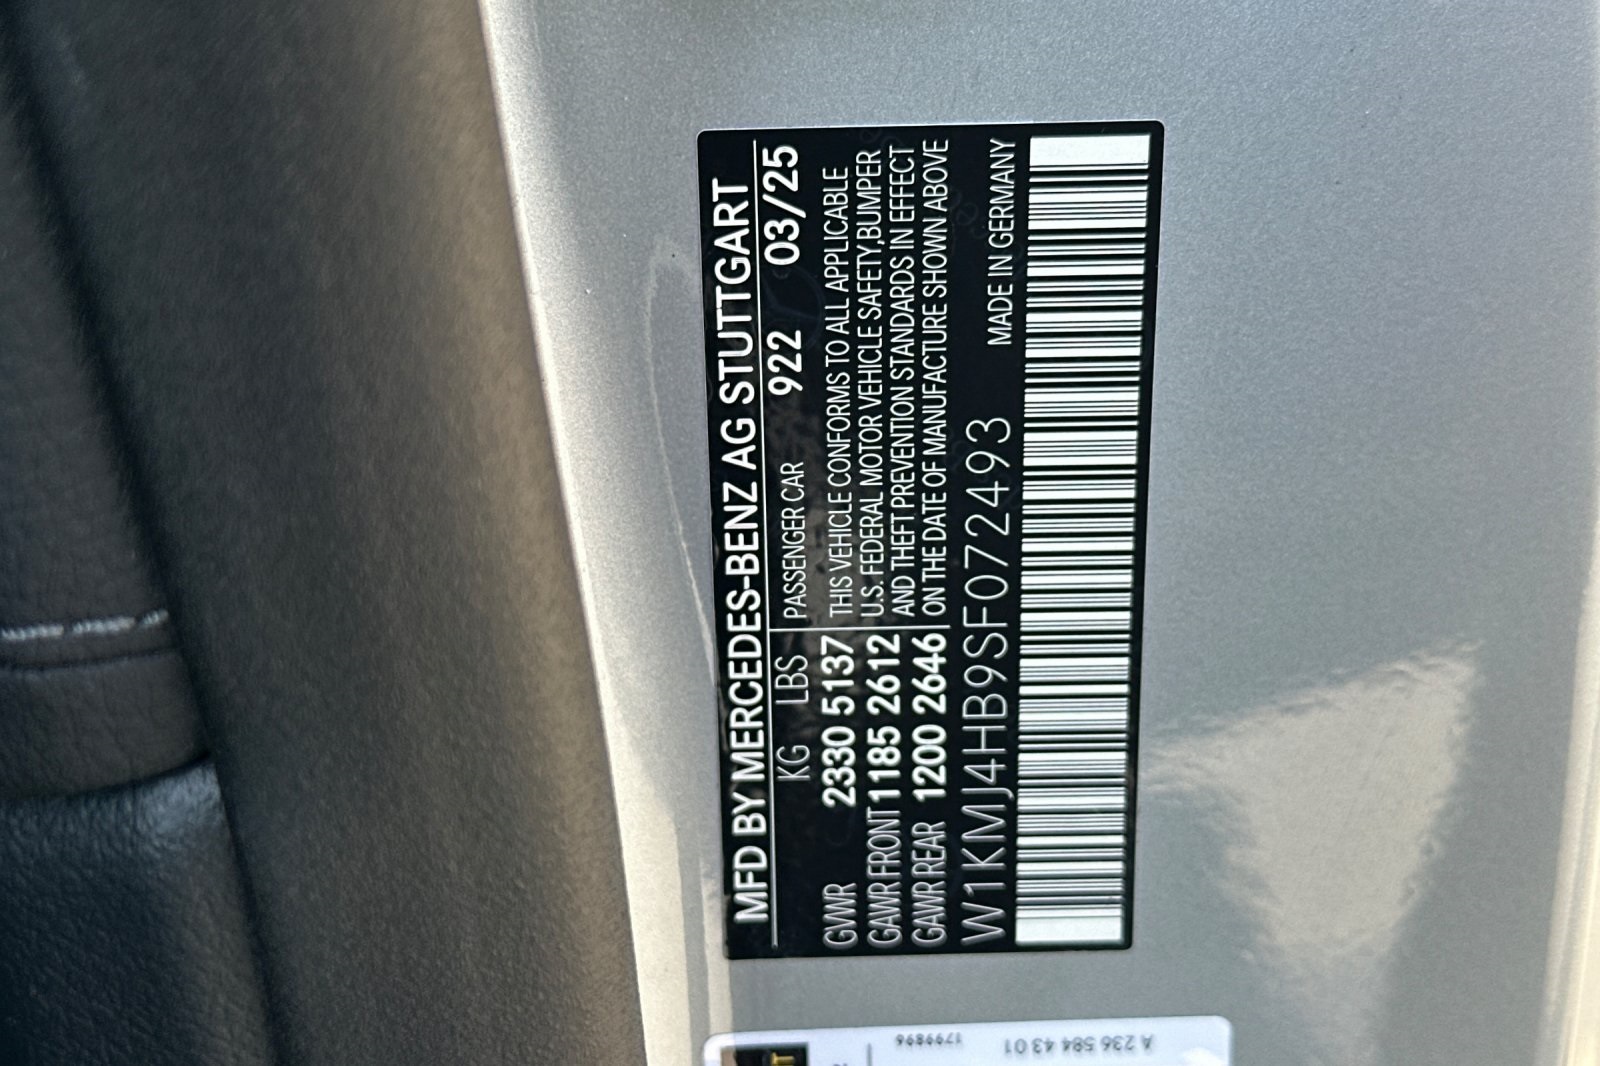 MFD BY MERCEDES-BENZ AG STUTTGART
KG LBS PASSENGER CAR 922 03/25
GVWR 2330 5137 THIS VEHICLE CONFORMS TO ALL APPLICABLE
GAWR FRONT 1185 2612 U.S. FEDERAL MOTOR VEHICLE SAFETY,BUMPER
GAWR REAR 1200 2646 AND THEFT PREVENTION STANDARDS IN EFFECT
ON THE DATE OF MANUFACTURE SHOWN ABOVE
W1KMJ4HB9SF072493 MADE IN GERMANY
A 236 584 43 01
1799896